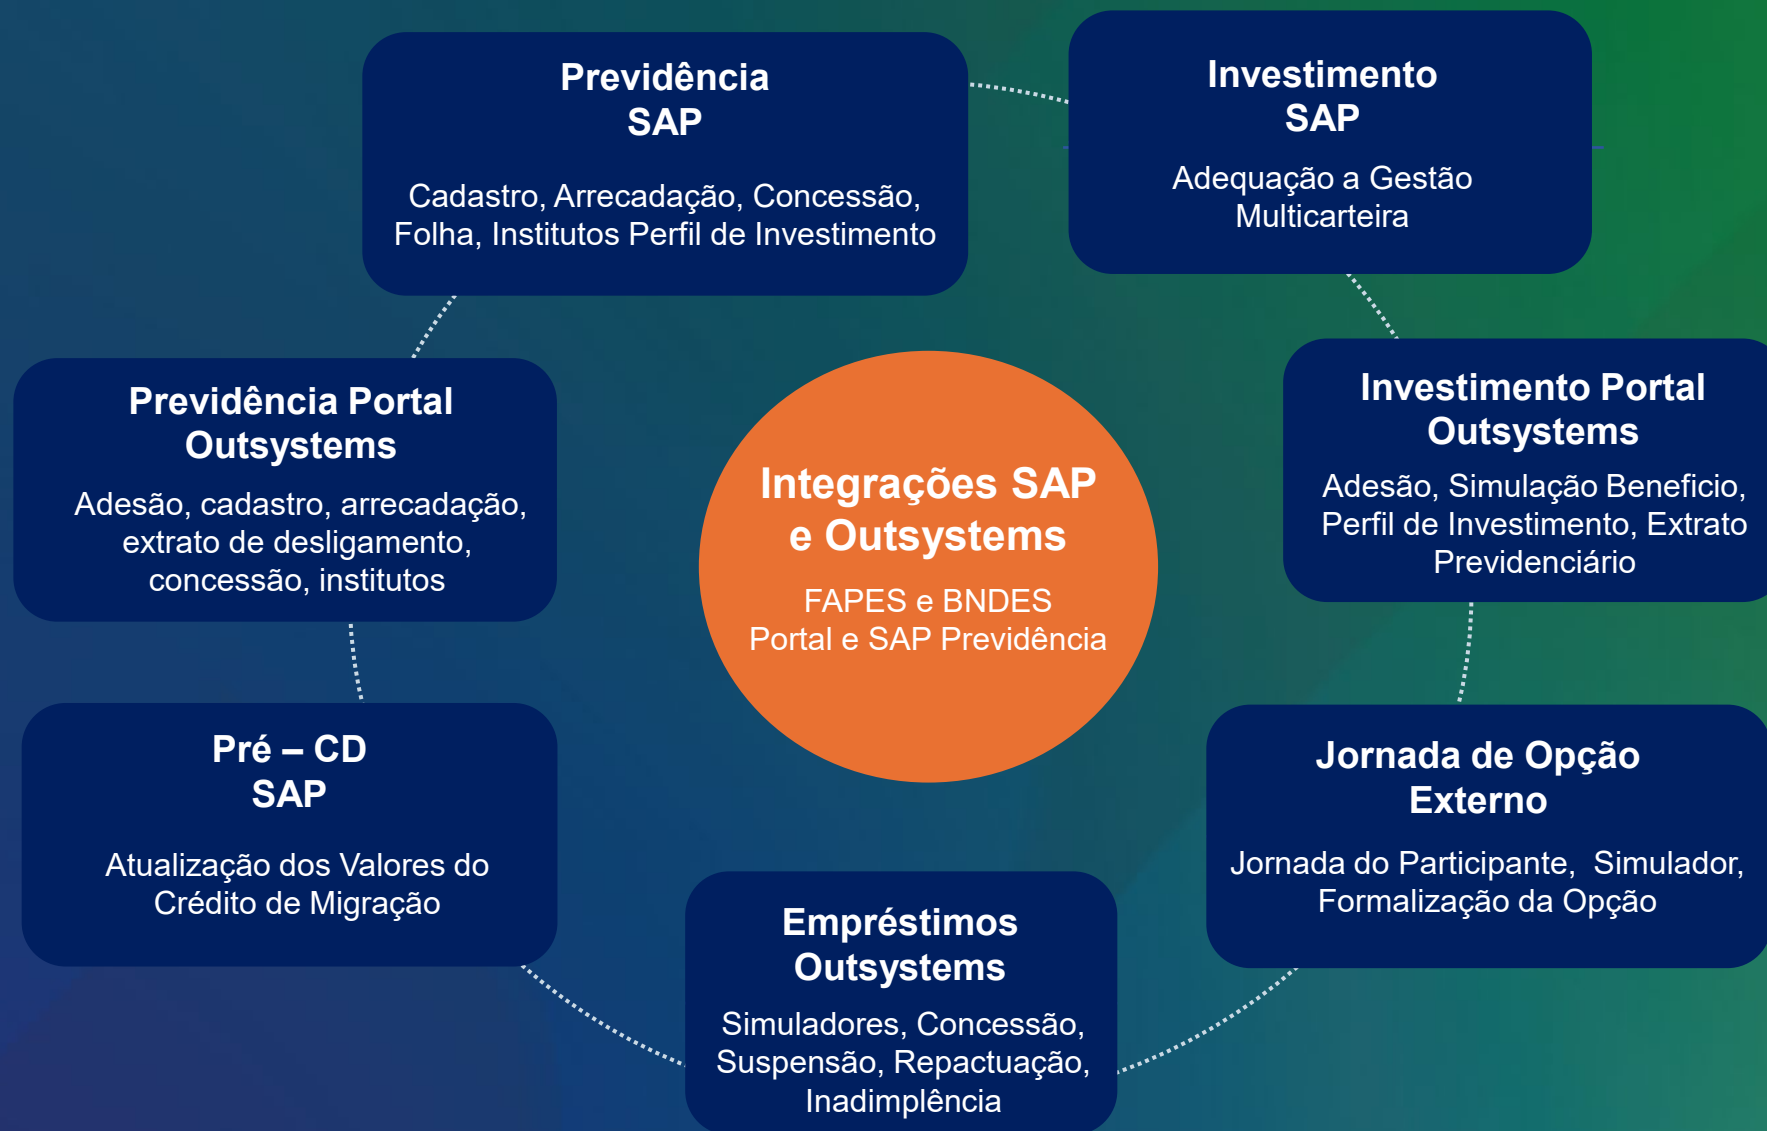 Previdência
SAP
Cadastro, Arrecadação, Concessão,
Folha, Institutos Perfil de Investimento
Investimento
SAP
Adequação a Gestão
Multicarteira
Previdência Portal
Outsystems
Adesão, cadastro, arrecadação,
extrato de desligamento,
concessão, institutos
Integrações SAP
e Outsystems
FAPES e BNDES
Portal e SAP Previdência
Investimento Portal
Outsystems
Adesão, Simulação Beneficio,
Perfil de Investimento, Extrato
Previdenciário
Pré – CD
SAP
Atualização dos Valores do
Crédito de Migração
Empréstimos
Outsystems
Simuladores, Concessão,
Suspensão, Repactuação,
Inadimplência
Jornada de Opção
Externo
Jornada do Participante,  Simulador,
Formalização da Opção